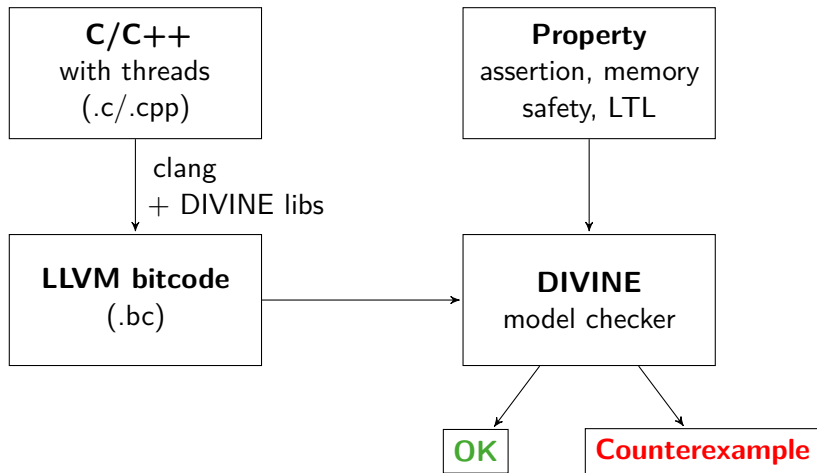 C/C++
with threads
(.c/.cpp)
Property
assertion, memory
safety, LTL
clang
+ DIVINE libs
LLVM bitcode
(.bc)
DIVINE
model checker
OK
Counterexample